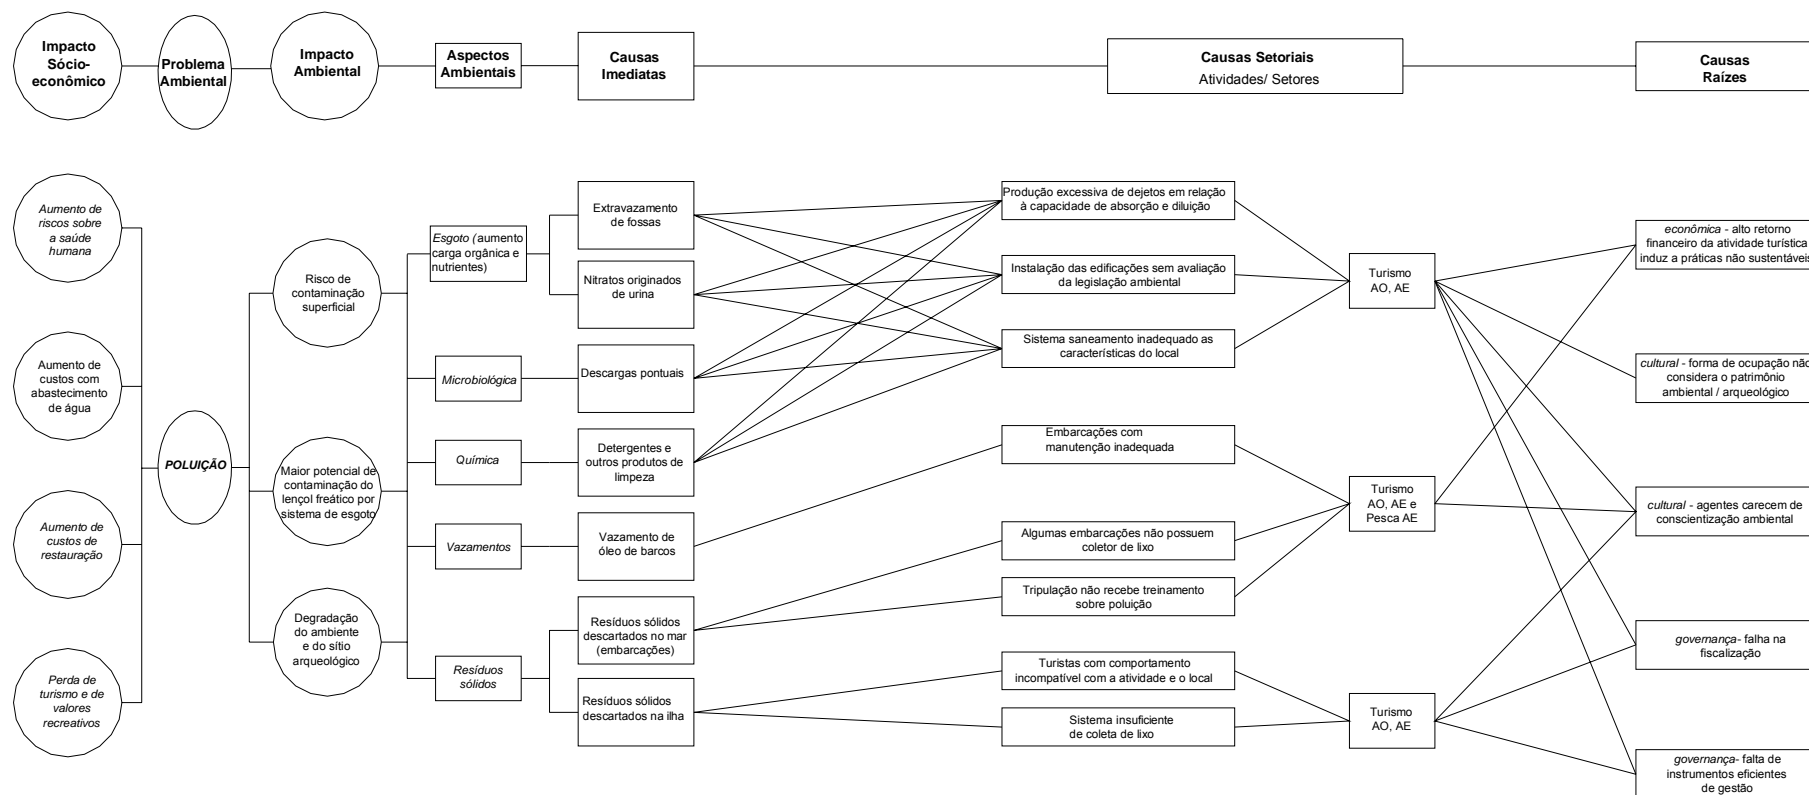 Impacto
Sócio-
econômico
Problema
Ambiental
Impacto
Ambiental
Aspectos
Ambientais
Causas
Imediatas
Causas Setoriais
Atividades/ Setores
Causas
Raízes
Aumento de
riscos sobre
a saúde
humana
Aumento de
custos com
abastecimento
de água
Aumento de
custos de
restauração
Perda de
turismo e de
valores
recreativos
POLUIÇÃO
Risco de
contaminação
superficial
Maior potencial de
contaminação do
lençol freático por
sistema de esgoto
Degradação
do ambiente
e do sítio
arqueológico
Esgoto (aumento
carga orgânica e
nutrientes)
Microbiológica
Química
Vazamentos
Resíduos
sólidos
Extravazamento
de fossas
Nitratos originados
de urina
Descargas pontuais
Detergentes e
outros produtos de
limpeza
Vazamento de
óleo de barcos
Resíduos sólidos
descartados no mar
(embarcações)
Resíduos sólidos
descartados na ilha
Produção excessiva de dejetos em relação
à capacidade de absorção e diluição
Instalação das edificações sem avaliação
da legislação ambiental
Sistema saneamento inadequado as
características do local
Embarcações com
manutenção inadequada
Algumas embarcações não possuem
coletor de lixo
Tripulação não recebe treinamento
sobre poluição
Turistas com comportamento
incompatível com a atividade e o local
Sistema insuficiente
de coleta de lixo
Turismo
AO, AE
Turismo
AO, AE e
Pesca AE
Turismo
AO, AE
econômica - alto retorno
financeiro da atividade turística
induz a práticas não sustentáveis
cultural - forma de ocupação não
considera o patrimônio
ambiental / arqueológico
cultural - agentes carecem de
conscientização ambiental
governança- falha na
fiscalização
governança- falta de
instrumentos eficientes
de gestão